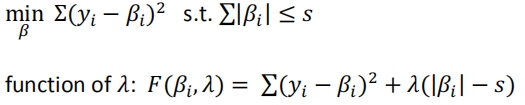 min Σ(yᵢ − βᵢ)²  s.t. Σ|βᵢ| ≤ s
β
function of λ: F(βᵢ, λ) = Σ(yᵢ − βᵢ)² + λ(|βᵢ| − s)